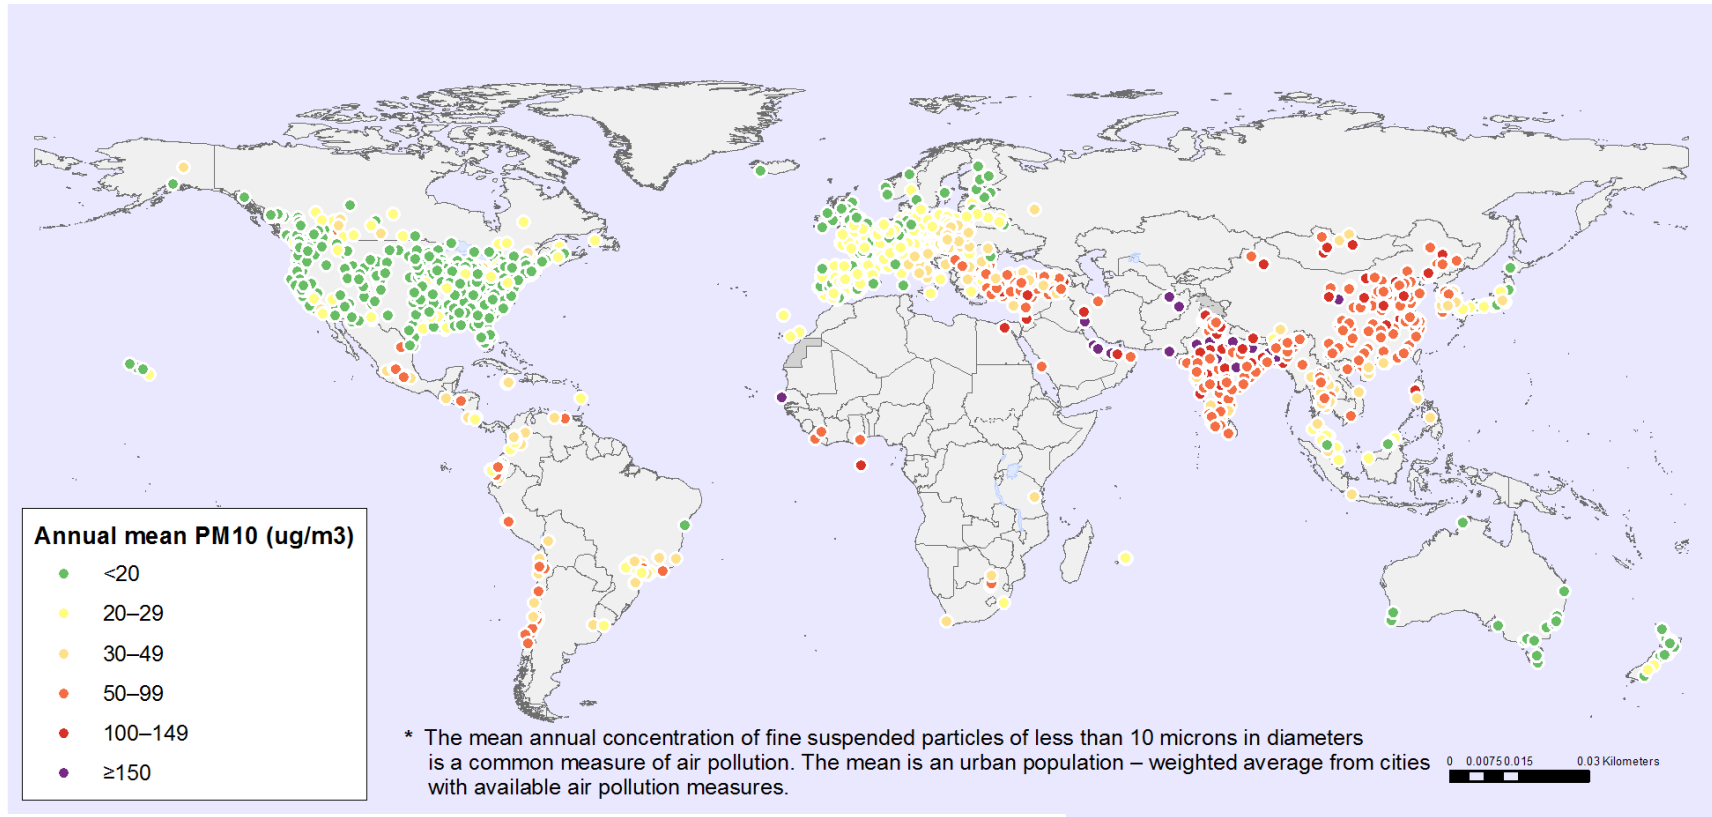 Annual mean PM10 (ug/m3)
<20
20–29
30–49
50–99
100–149
≥150
* The mean annual concentration of fine suspended particles of less than 10 microns in diameters
is a common measure of air pollution. The mean is an urban population – weighted average from cities
with available air pollution measures.
0 0.0075 0.015 0.03 Kilometers